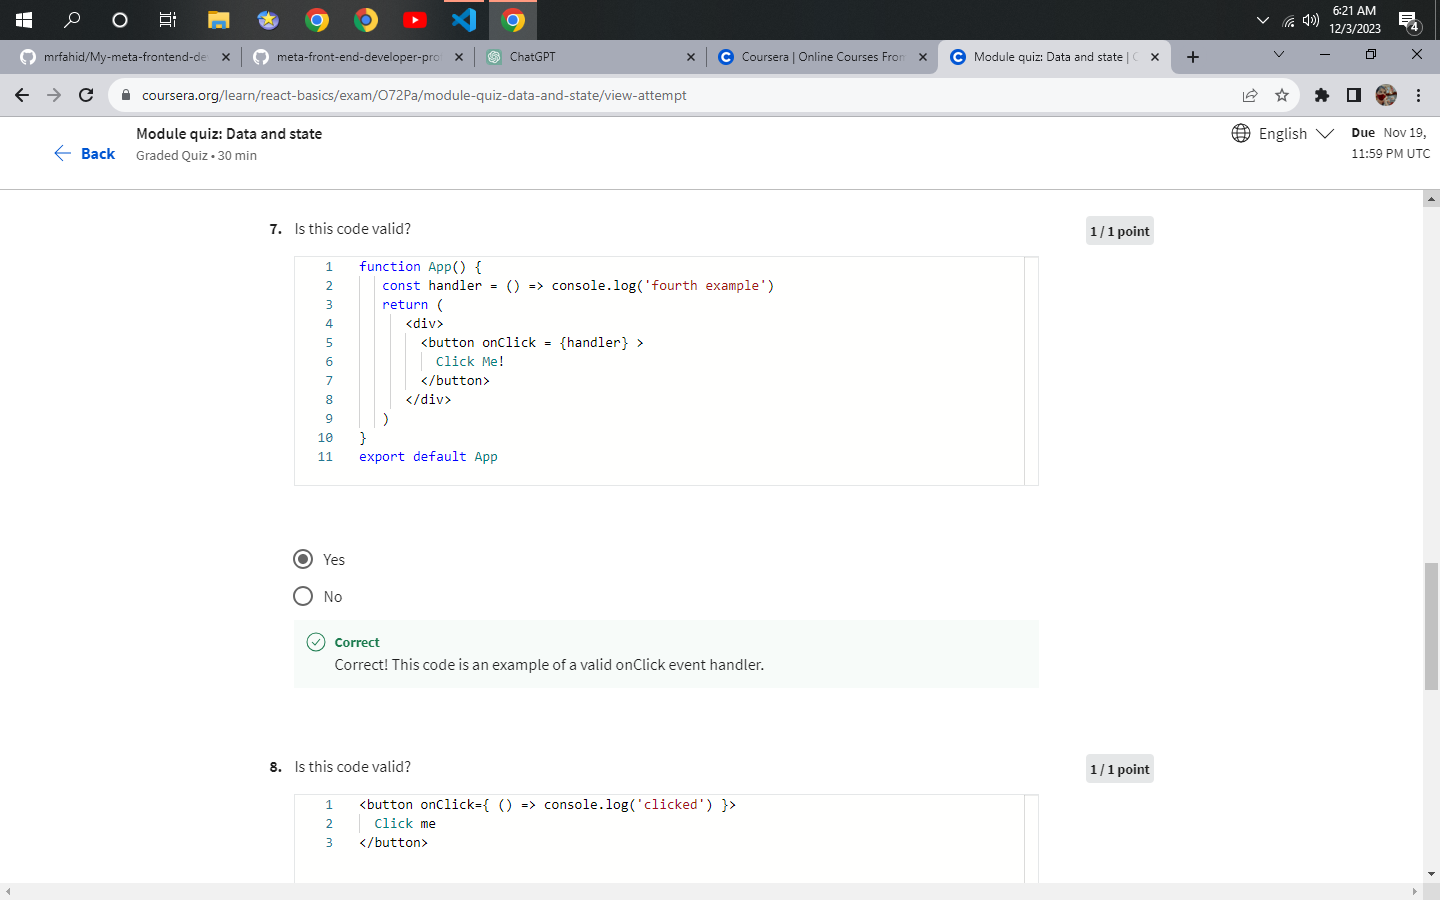 6:21 AM
12/3/2023
4
mrfahid/My-meta-frontend-de
meta-front-end-developer-pro
ChatGPT
Coursera | Online Courses From
Module quiz: Data and state | C
coursera.org/learn/react-basics/exam/O72Pa/module-quiz-data-and-state/view-attempt
Back
Module quiz: Data and state
Graded Quiz • 30 min
English
Due Nov 19,
11:59 PM UTC
7. Is this code valid?
1 / 1 point
1 function App() {
2 const handler = () => console.log('fourth example')
3 return (
4 <div>
5 <button onClick = {handler} >
6 Click Me!
7 </button>
8 </div>
9 )
10 }
11 export default App
Yes
No
Correct
Correct! This code is an example of a valid onClick event handler.
8. Is this code valid?
1 / 1 point
1 <button onClick={ () => console.log('clicked') }>
2 Click me
3 </button>